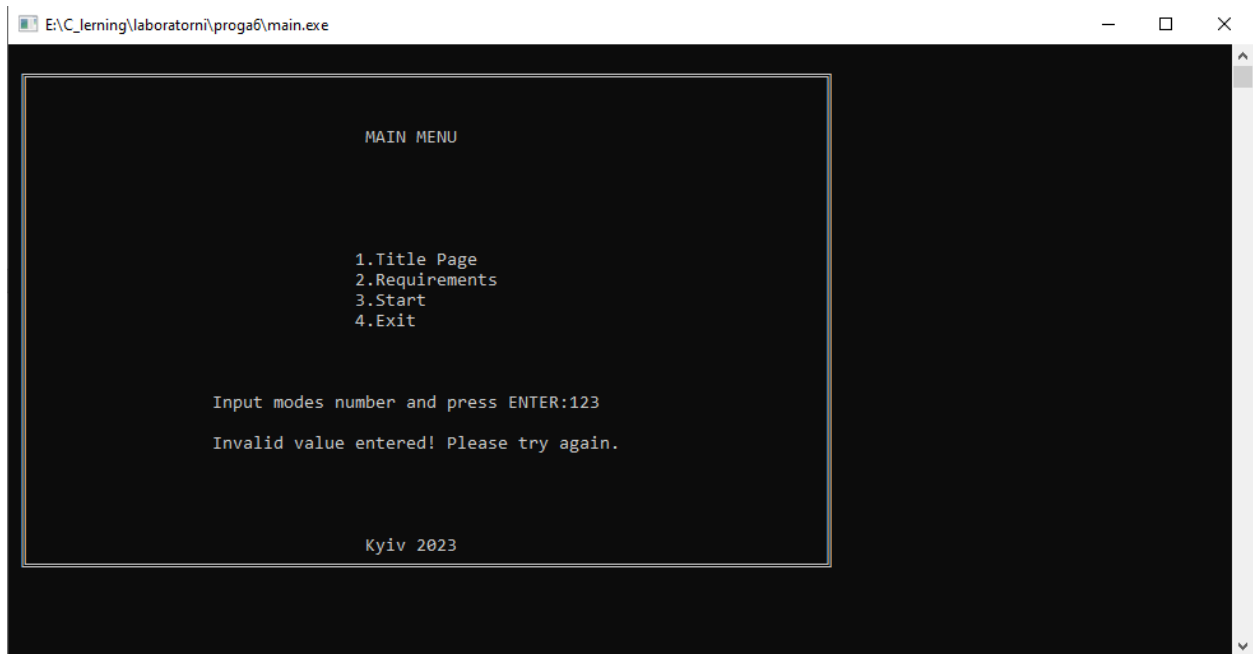 E:\C_lerning\laboratorni\proga6\main.exe
MAIN MENU
1.Title Page
2.Requirements
3.Start
4.Exit
Input modes number and press ENTER:123
Invalid value entered! Please try again.
Kyiv 2023